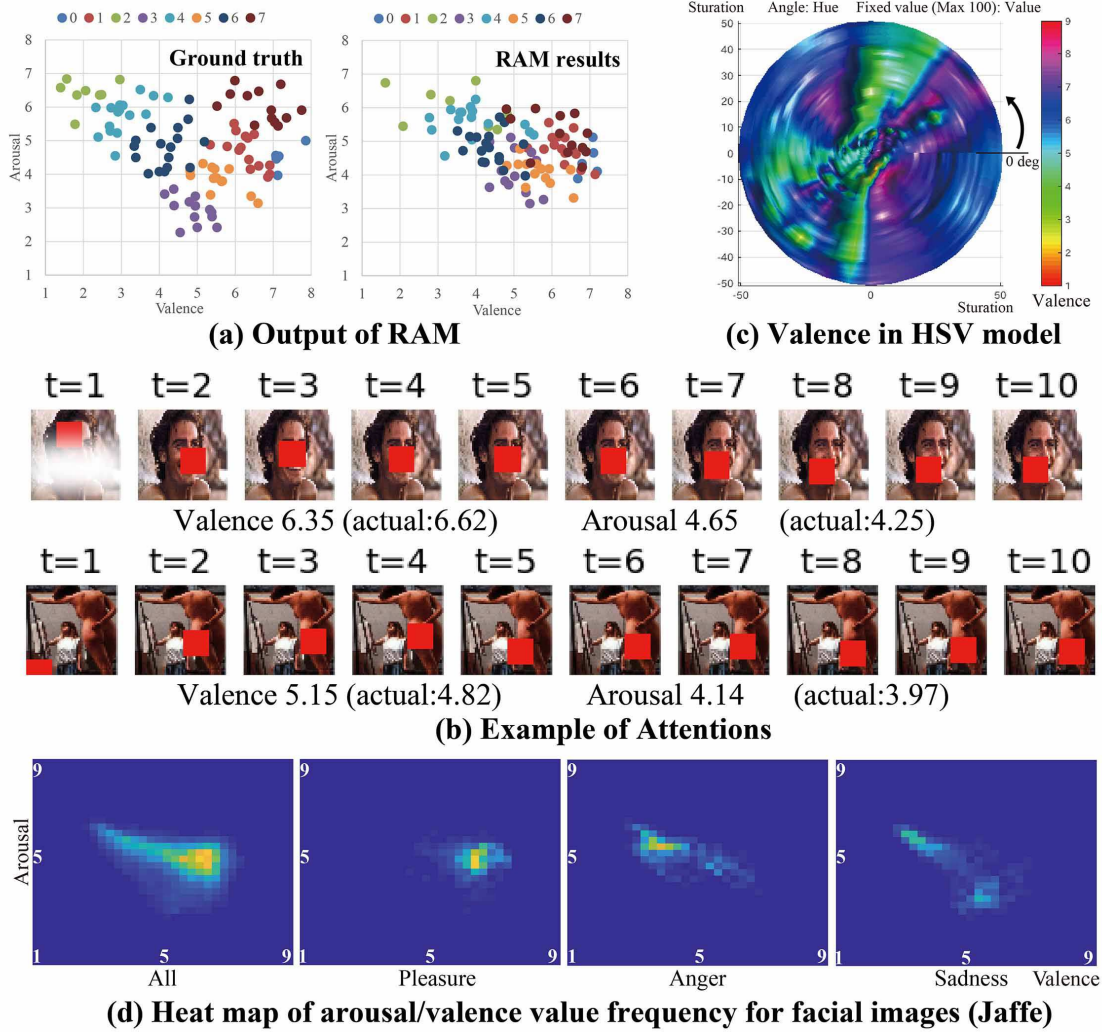 0 1 2 3 4 5 6 7
0 1 2 3 4 5 6 7
Ground truth
RAM results
8
7
6
5
4
3
2
1
Arousal
1 2 3 4 5 6 7 8
Valence
8
7
6
5
4
3
2
1
1 2 3 4 5 6 7 8
Valence
(a) Output of RAM
Sturation Angle: Hue Fixed value (Max 100): Value
50
40
30
20
10
0
-10
-20
-30
-40
-50
-50 0 50
Sturation
0 deg
9
8
7
6
5
4
3
2
1
Valence
(c) Valence in HSV model
t=1 t=2 t=3 t=4 t=5 t=6 t=7 t=8 t=9 t=10
Valence 6.35 (actual:6.62) Arousal 4.65 (actual:4.25)
t=1 t=2 t=3 t=4 t=5 t=6 t=7 t=8 t=9 t=10
Valence 5.15 (actual:4.82) Arousal 4.14 (actual:3.97)
(b) Example of Attentions
9 9 9 9
Arousal
5 5 5 5
1 5 9 1 5 9 1 5 9 1 5 9
All Pleasure Anger Sadness Valence
(d) Heat map of arousal/valence value frequency for facial images (Jaffe)